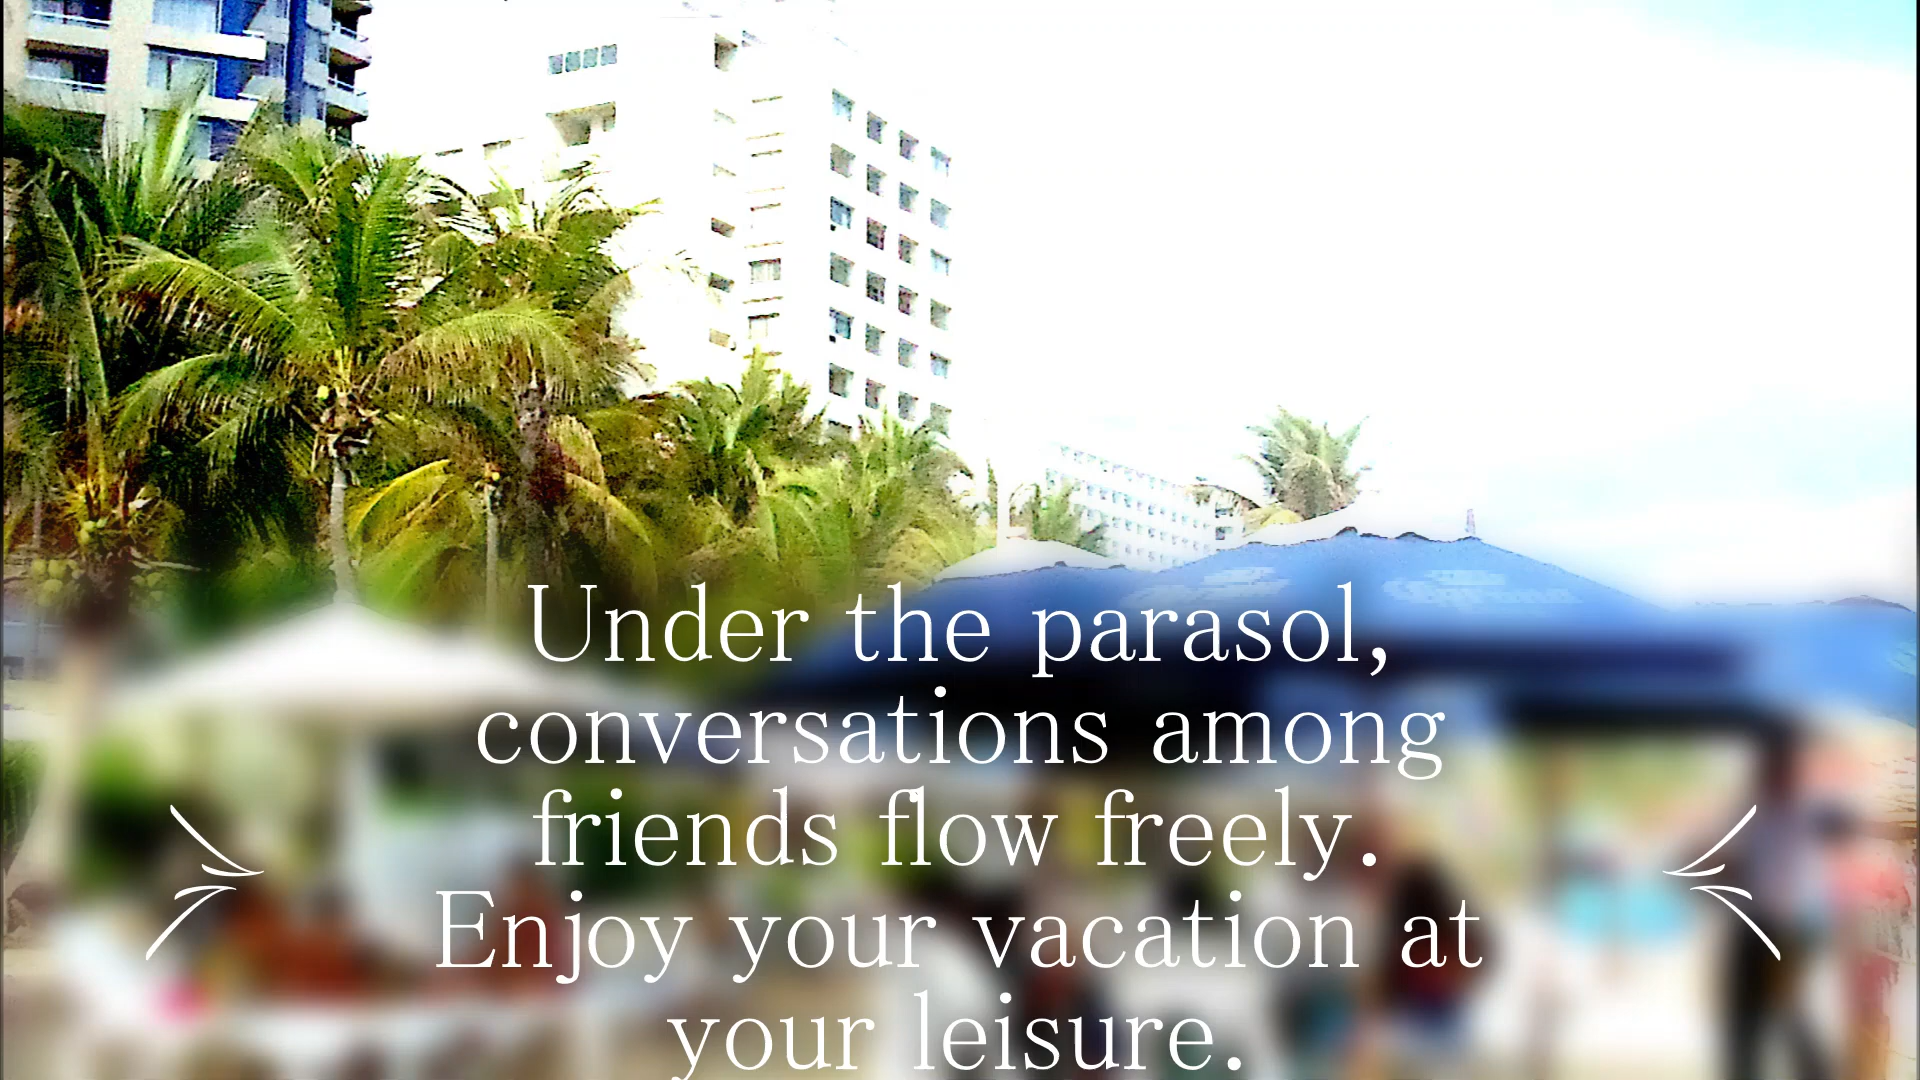 Under the parasol,
conversations among
friends flow freely.
Enjoy your vacation at
your leisure.